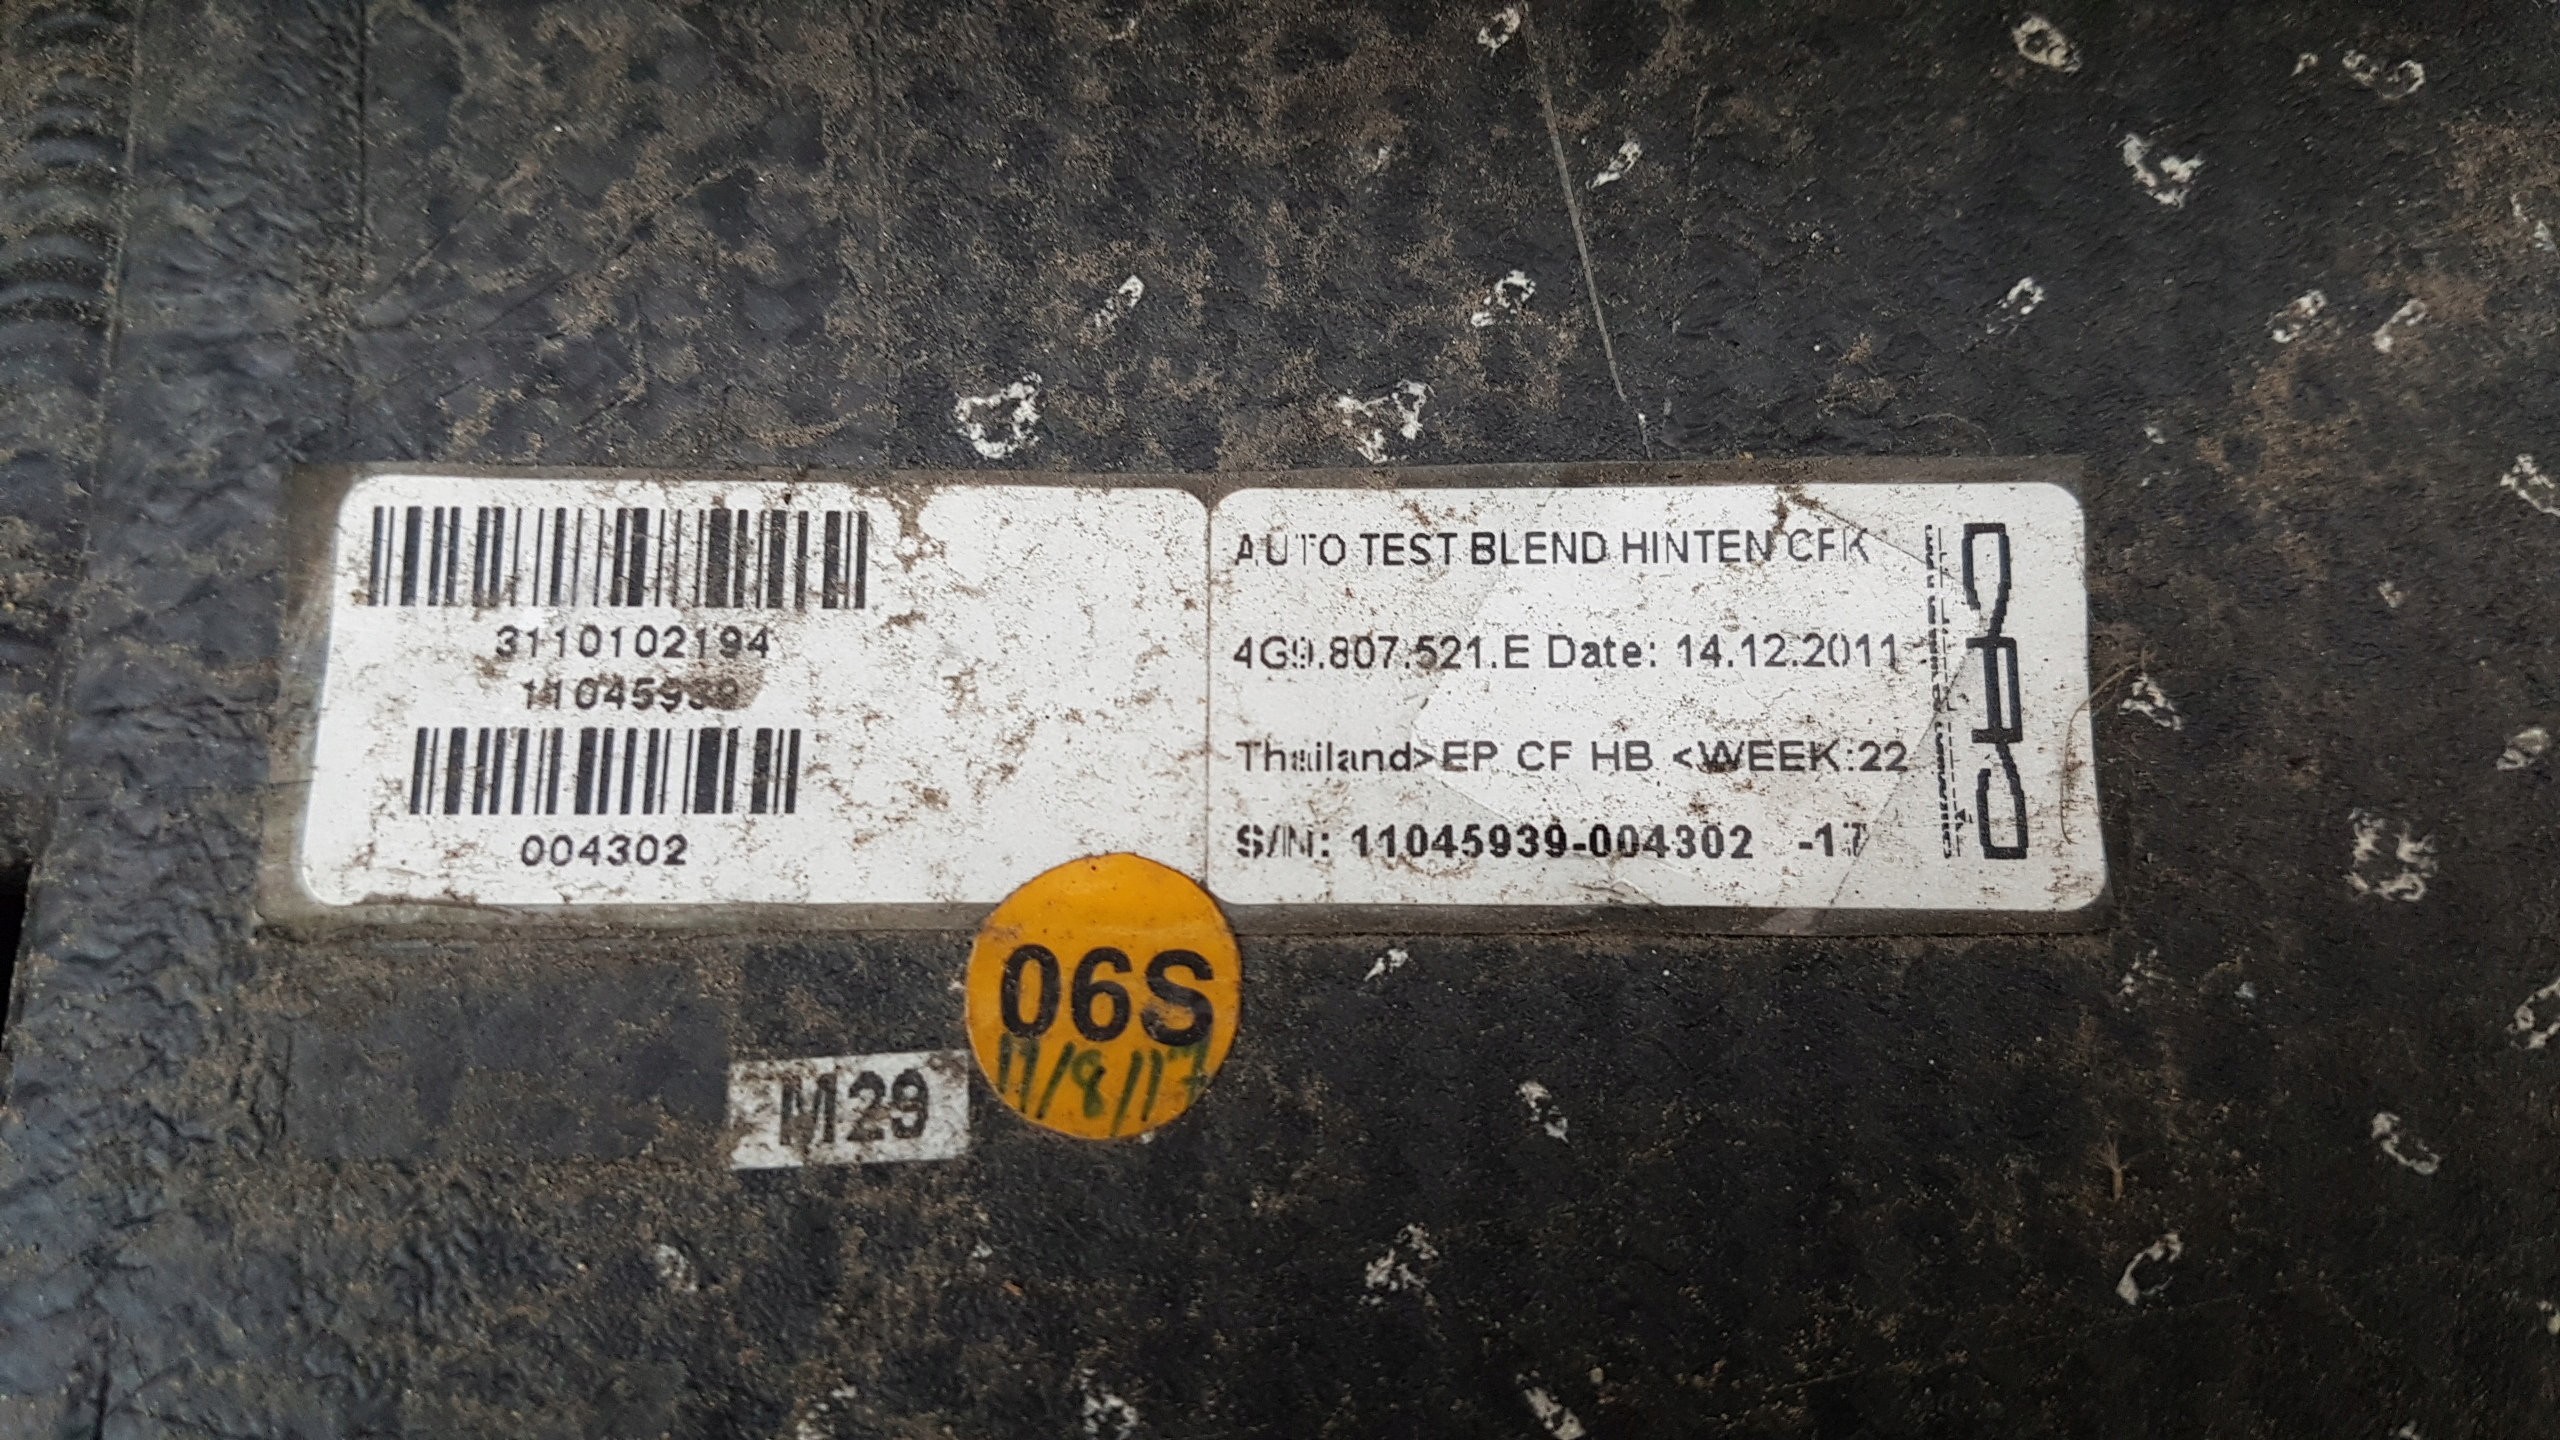 3110102194
11045939
004302
AUTO TEST BLEND HINTEN CFK
4G9.807.521.E Date: 14.12.2011
Thailand>EP CF HB <WEEK:22
S/N: 11045939-004302 -17
06S
17/8/17
M29